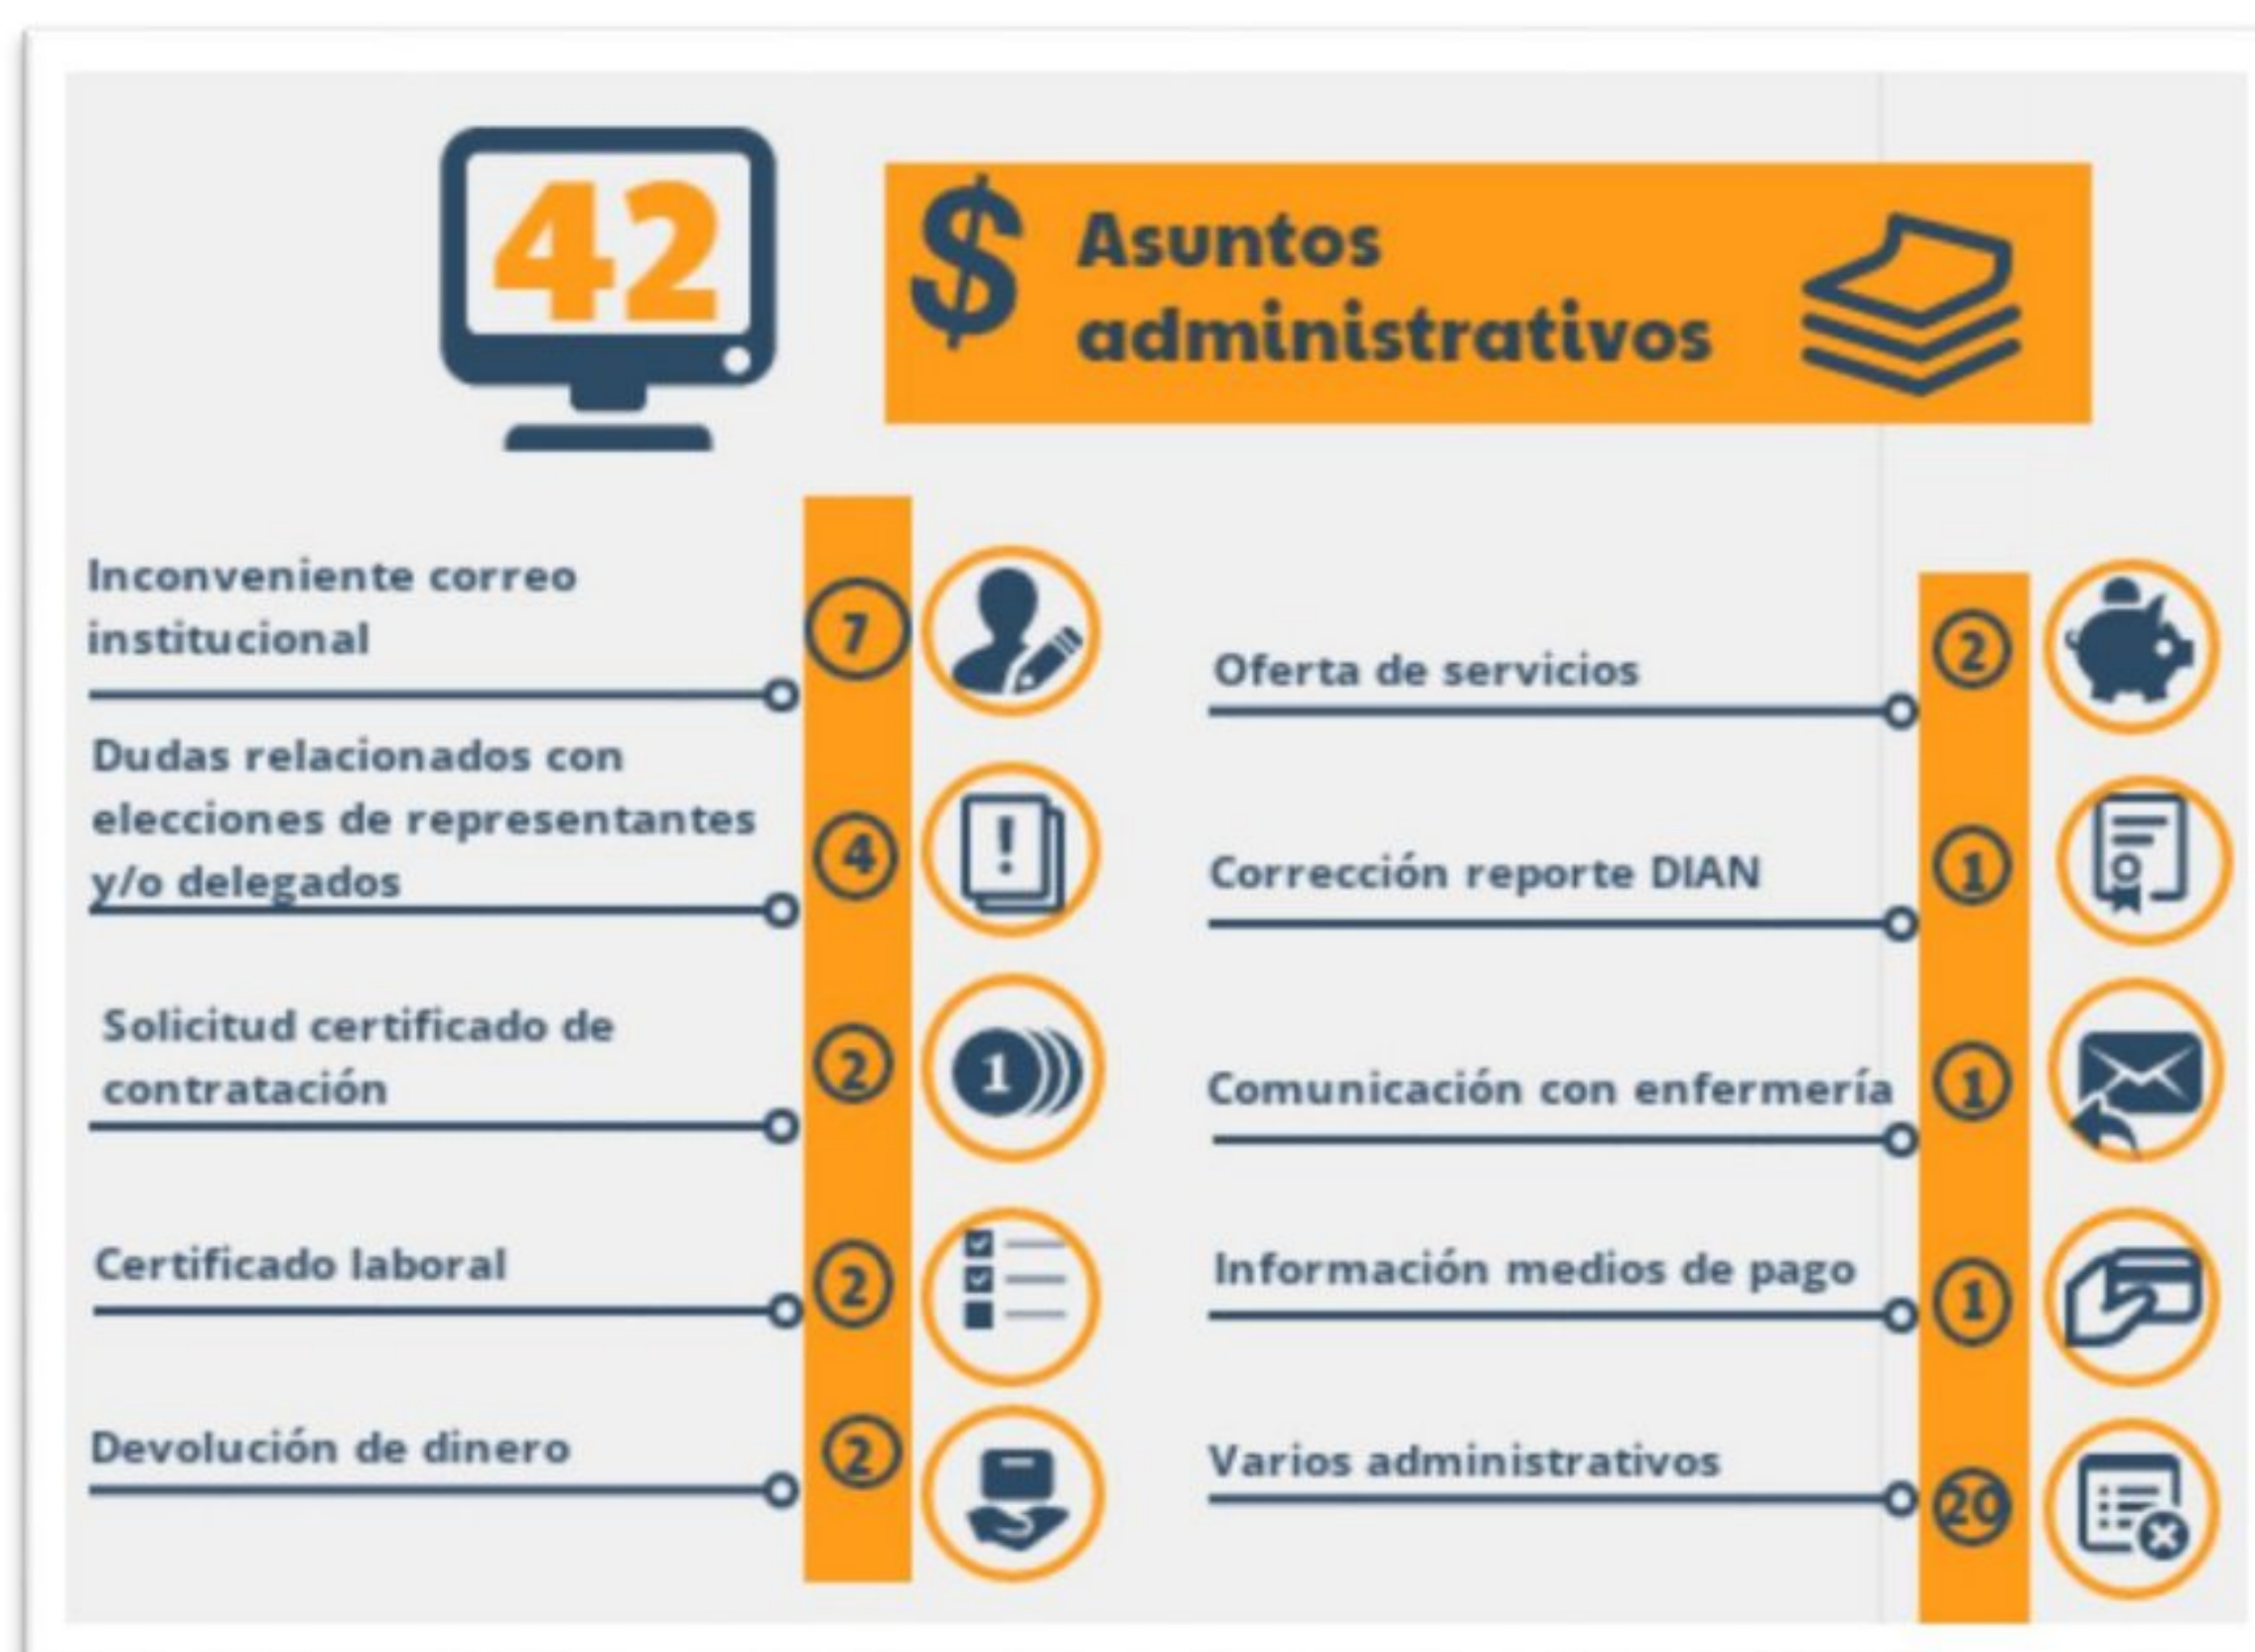 42
$
Asuntos
administrativos
Inconveniente correo
institucional
7
Dudas relacionados con
elecciones de representantes
y/o delegados
4
!
Solicitud certificado de
contratación
2
1
Certificado laboral
2
Devolución de dinero
2
Oferta de servicios
2
Corrección reporte DIAN
1
Comunicación con enfermería
1
Información medios de pago
1
Varios administrativos
20